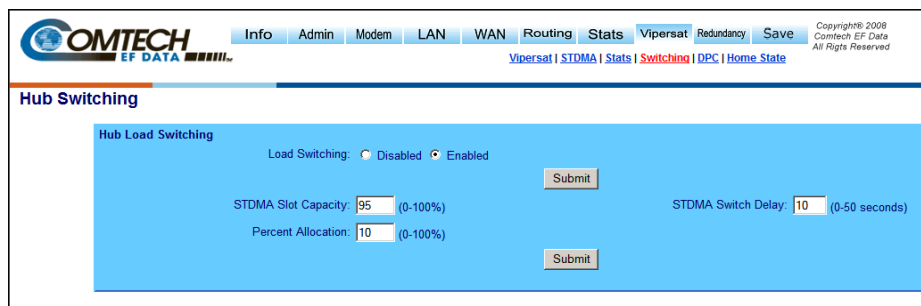 COMTECH
EF DATA
Info Admin Modem LAN WAN Routing Stats Vipersat Redundancy Save
Copyright® 2008
Comtech EF Data
All Rigts Reserved
Vipersat | STDMA | Stats | Switching | DPC | Home State
Hub Switching
Hub Load Switching
Load Switching: Disabled Enabled
Submit
STDMA Slot Capacity: 95 (0-100%) STDMA Switch Delay: 10 (0-50 seconds)
Percent Allocation: 10 (0-100%)
Submit